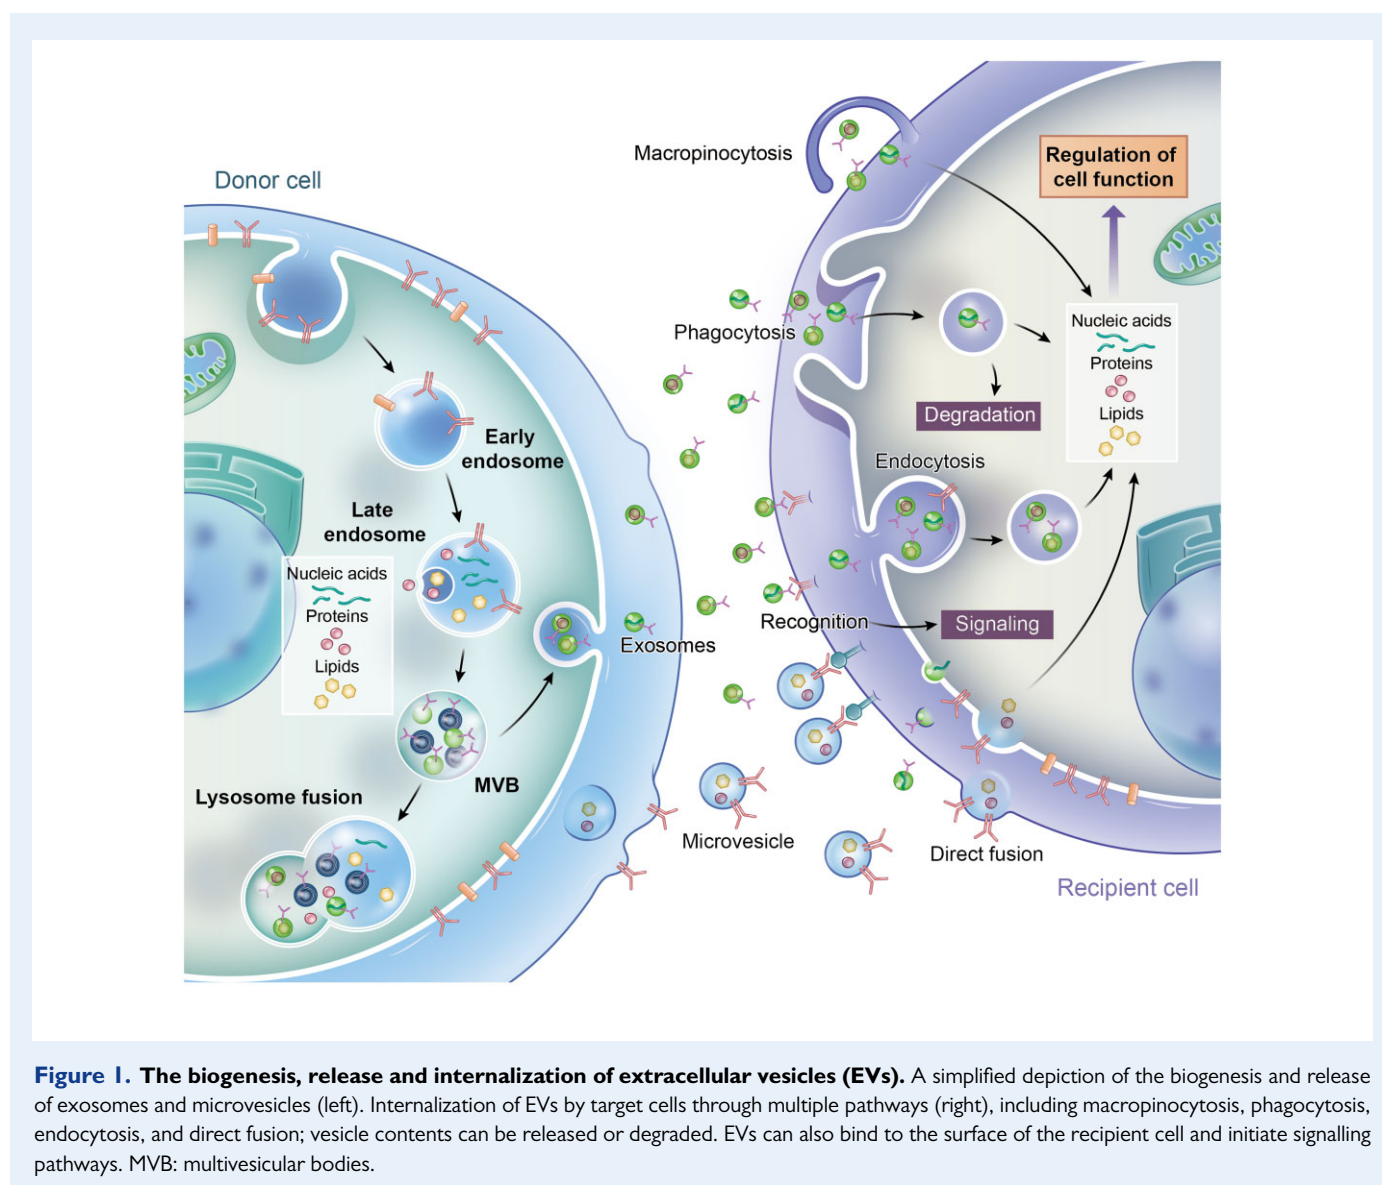 Donor cell
Macropinocytosis
Regulation of
cell function
Phagocytosis
Nucleic acids
Proteins
Lipids
Degradation
Early
endosome
Endocytosis
Late
endosome
Nucleic acids
Proteins
Lipids
Exosomes
Recognition
Signaling
MVB
Lysosome fusion
Microvesicle
Direct fusion
Recipient cell
Figure 1. The biogenesis, release and internalization of extracellular vesicles (EVs). A simplified depiction of the biogenesis and release
of exosomes and microvesicles (left). Internalization of EVs by target cells through multiple pathways (right), including macropinocytosis, phagocytosis,
endocytosis, and direct fusion; vesicle contents can be released or degraded. EVs can also bind to the surface of the recipient cell and initiate signalling
pathways. MVB: multivesicular bodies.